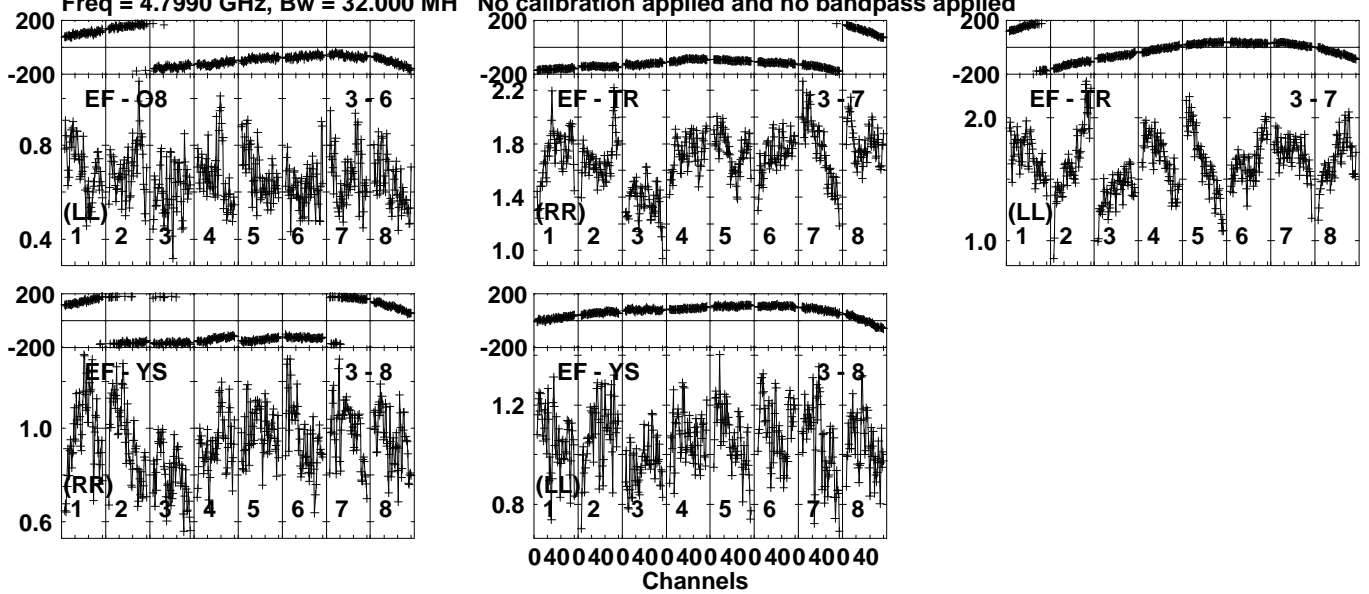 Freq = 4.7990 GHz, Bw = 32.000 MH No calibration applied and no bandpass applied
200
-200
EF - O8 3 - 6
0.8
0.4
(LL)
1 2 3 4 5 6 7 8
200
-200
EF - TR 3 - 7
2.2
1.8
1.4
1.0
(RR)
1 2 3 4 5 6 7 8
200
-200
EF - TR 3 - 7
2.0
1.0
(LL)
1 2 3 4 5 6 7 8
200
-200
EF - YS 3 - 8
1.0
0.6
(RR)
1 2 3 4 5 6 7 8
200
-200
EF - YS 3 - 8
1.2
0.8
(LL)
1 2 3 4 5 6 7 8
0 40 0 40 0 40 0 40 0 40 0 40 0 40 0 40
Channels